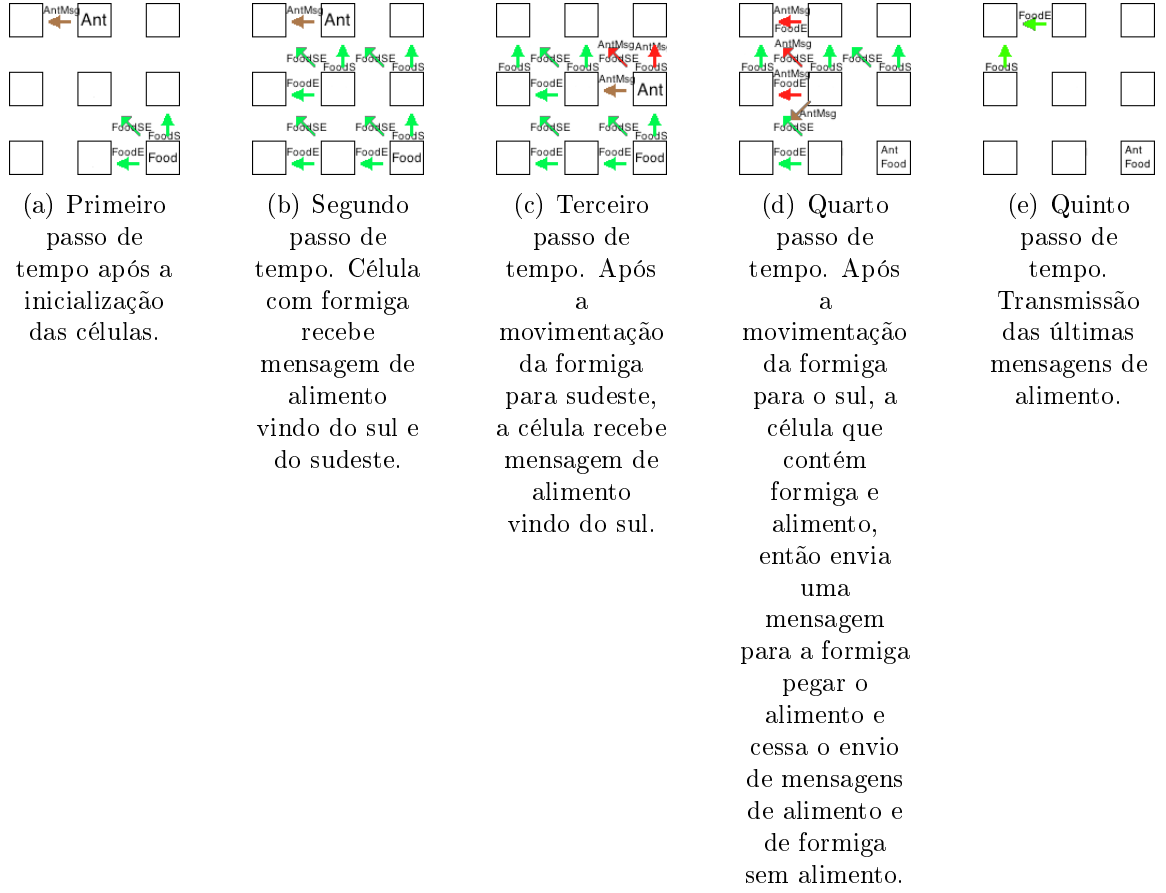 AntMsg Ant
FoodSE FoodS
FoodE Food
(a) Primeiro
passo de
tempo após a
inicialização
das células.
AntMsg Ant
FoodSE FoodS FoodSE FoodS
FoodE
FoodSE FoodSE FoodS
FoodE FoodE Food
(b) Segundo
passo de
tempo. Célula
com formiga
recebe
mensagem de
alimento
vindo do sul e
do sudeste.
AntMsg AntMs
FoodS FoodSE FoodS FoodSE FoodS
FoodE AntMsg Ant
FoodSE FoodSE FoodS
FoodE FoodE Food
(c) Terceiro
passo de
tempo. Após
a
movimentação
da formiga
para sudeste,
a célula recebe
mensagem de
alimento
vindo do sul.
AntMsg
FoodE
AntMsg
FoodS FoodSE FoodS FoodSE FoodS
AntMsg
FoodE
AntMsg
FoodSE
FoodE Ant
Food
(d) Quarto
passo de
tempo. Após
a
movimentação
da formiga
para o sul, a
célula que
contém
formiga e
alimento,
então envia
uma
mensagem
para a formiga
pegar o
alimento e
cessa o envio
de mensagens
de alimento e
de formiga
sem alimento.
FoodE
FoodS
Ant
Food
(e) Quinto
passo de
tempo.
Transmissão
das últimas
mensagens de
alimento.